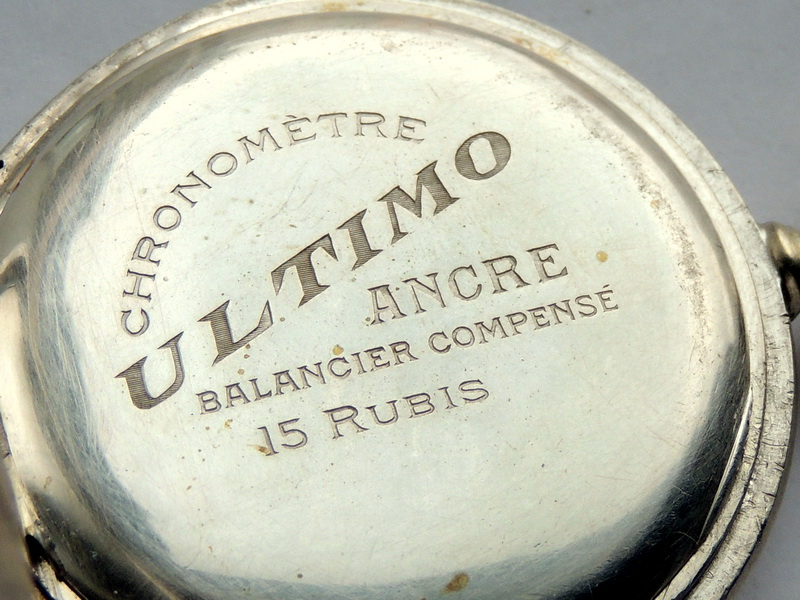 CHRONOMÈTRE
ULTIMO
ANCRE
BALANCIER COMPENSÉ
15 RUBIS